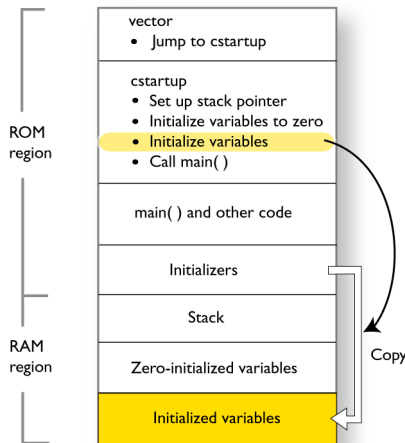 vector
• Jump to cstartup
cstartup
• Set up stack pointer
• Initialize variables to zero
• Initialize variables
• Call main( )
ROM
region
main( ) and other code
Initializers
Stack
RAM
region
Copy
Zero-initialized variables
Initialized variables